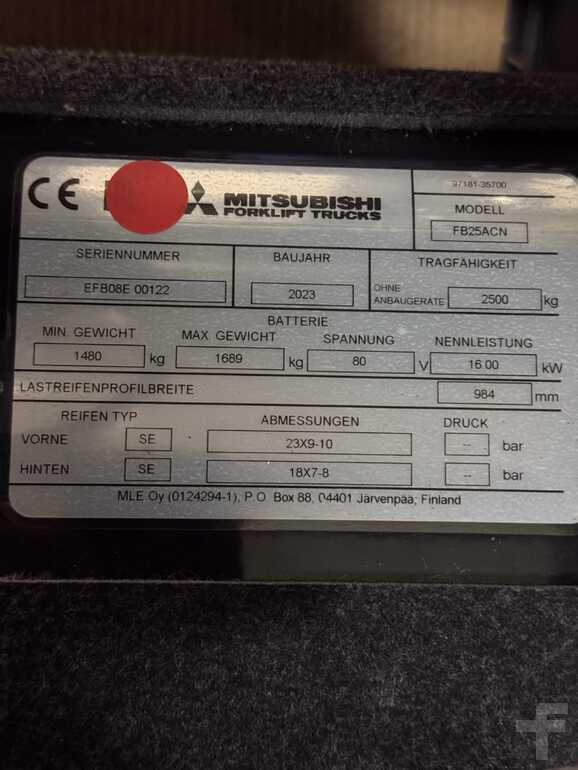 CE
MITSUBISHI
FORKLIFT TRUCKS
97181-35700
MODELL
FB25ACN
SERIENNUMMER
EFB08E 00122
BAUJAHR
2023
TRAGFÄHIGKEIT
OHNE
ANBAUGERÄTE 2500 kg
BATTERIE:
MIN. GEWICHT MAX. GEWICHT SPANNUNG NENNLEISTUNG
1480 kg 1689 kg 80 V 16.00 kW
LASTREIFENPROFILBREITE 984 mm
REIFEN TYP ABMESSUNGEN DRUCK
VORNE SE 23X9-10 -- bar
HINTEN SE 18X7-8 -- bar
MLE Oy (0124294-1), P.O. Box 88, 04401 Järvenpää; Finland